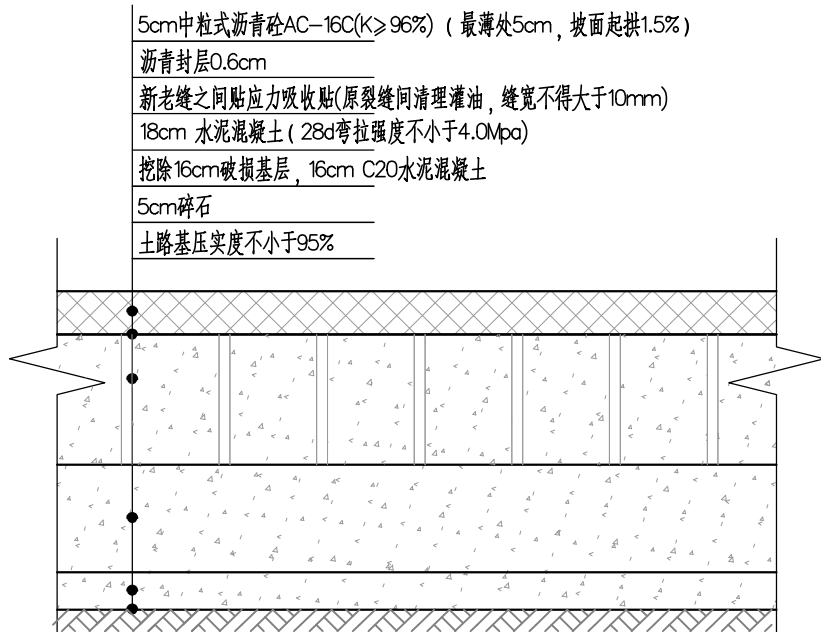 5cm中粒式沥青砼AC-16C(K≥96%)（最薄处5cm，坡面起拱1.5%）
沥青封层0.6cm
新老缝之间贴应力吸收贴(原裂缝间清理灌油，缝宽不得大于10mm)
18cm 水泥混凝土(28d弯拉强度不小于4.0Mpa)
挖除16cm破损基层，16cm C20水泥混凝土
5cm碎石
土路基压实度不小于95%